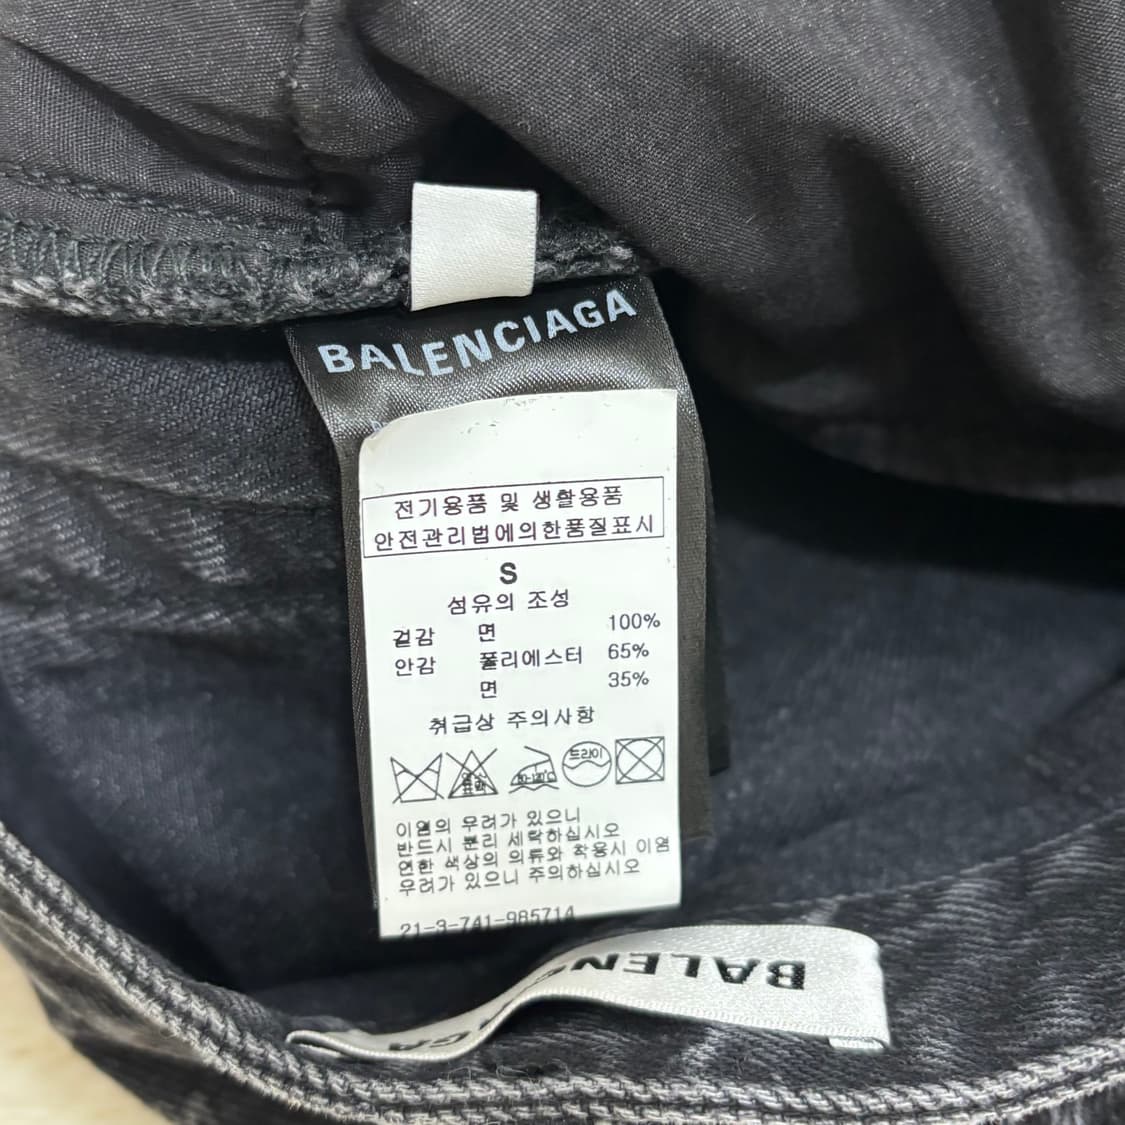 BALENCIAGA
전기용품 및 생활용품
안전관리법에의한품질표시
S
섬유의 조성
겉감 면 100%
안감 폴리에스터 65%
면 35%
취급상 주의사항
드라이
80-120°C
이염의 우려가 있으니
반드시 분리 세탁하십시오
연한 색상의 의류와 착용시 이염
우려가 있으니 주의하십시오
21-3-741-985714
BALENCIAGA